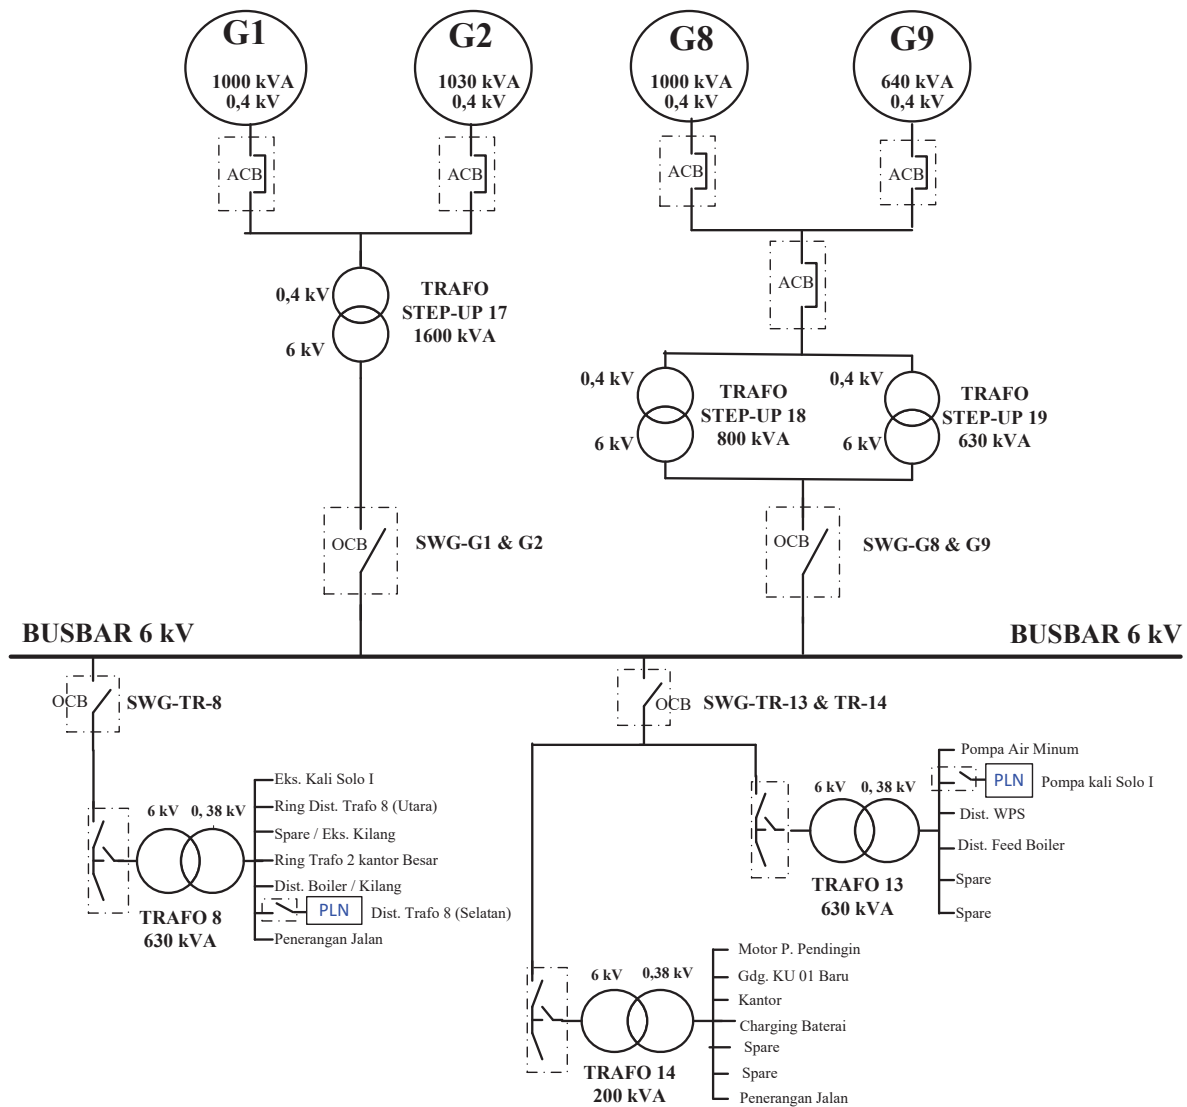 G1
1000 kVA
0,4 kV
G2
1030 kVA
0,4 kV
G8
1000 kVA
0,4 kV
G9
640 kVA
0,4 kV
ACB
ACB
ACB
ACB
ACB
0,4 kV
6 kV
TRAFO
STEP-UP 17
1600 kVA
0,4 kV
6 kV
TRAFO
STEP-UP 18
800 kVA
0,4 kV
6 kV
TRAFO
STEP-UP 19
630 kVA
OCB
SWG-G1 & G2
OCB
SWG-G8 & G9
BUSBAR 6 kV
BUSBAR 6 kV
OCB
SWG-TR-8
OCB
SWG-TR-13 & TR-14
6 kV
0, 38 kV
TRAFO 8
630 kVA
Eks. Kali Solo I
Ring Dist. Trafo 8 (Utara)
Spare / Eks. Kilang
Ring Trafo 2 kantor Besar
Dist. Boiler / Kilang
PLN
Dist. Trafo 8 (Selatan)
Penerangan Jalan
6 kV
0, 38 kV
TRAFO 13
630 kVA
Pompa Air Minum
PLN
Pompa kali Solo I
Dist. WPS
Dist. Feed Boiler
Spare
Spare
6 kV
0,38 kV
TRAFO 14
200 kVA
Motor P. Pendingin
Gdg. KU 01 Baru
Kantor
Charging Baterai
Spare
Spare
Penerangan Jalan